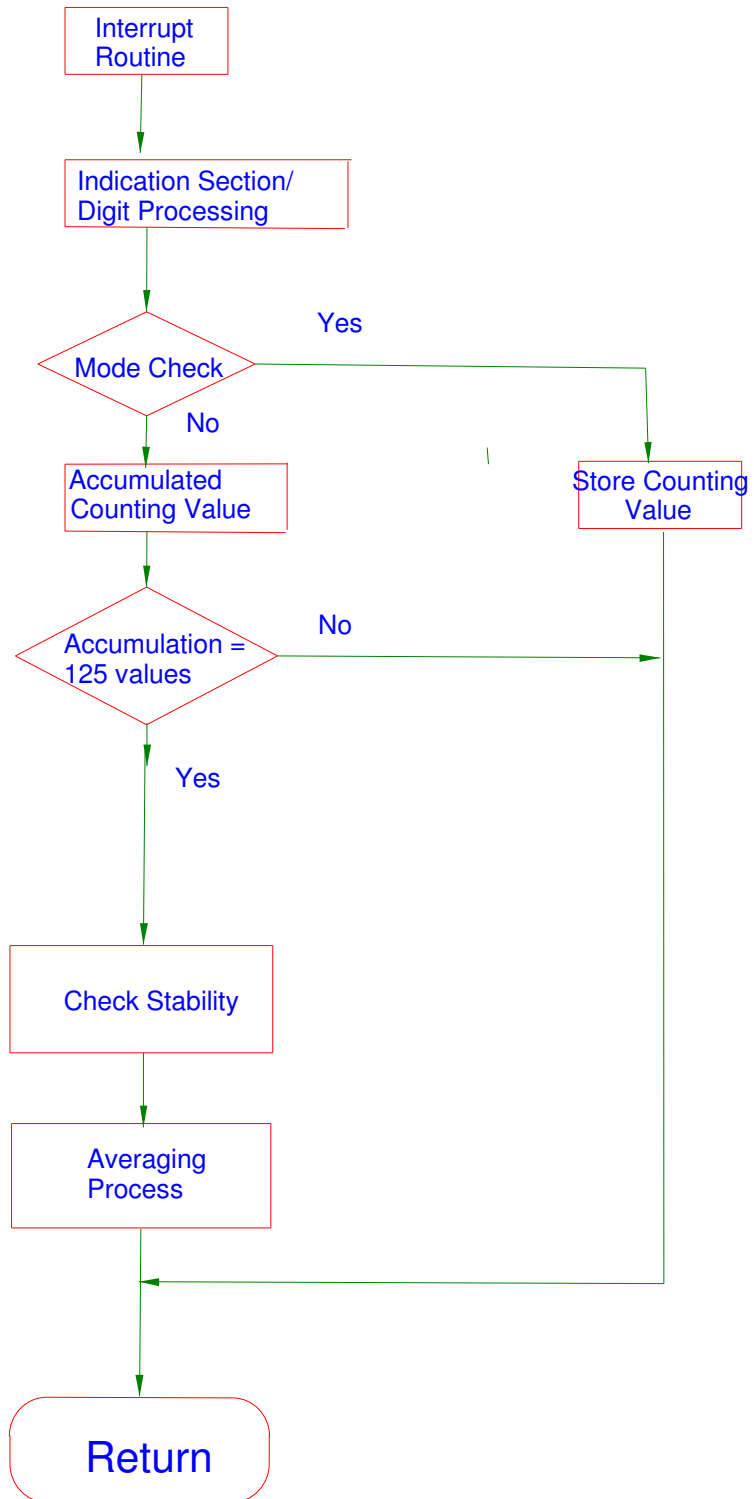 Interrupt
Routine
Indication Section/
Digit Processing
Yes
Mode Check
No
Accumulated
Counting Value
Store Counting
Value
No
Accumulation =
125 values
Yes
Check Stability
Averaging
Process
Return